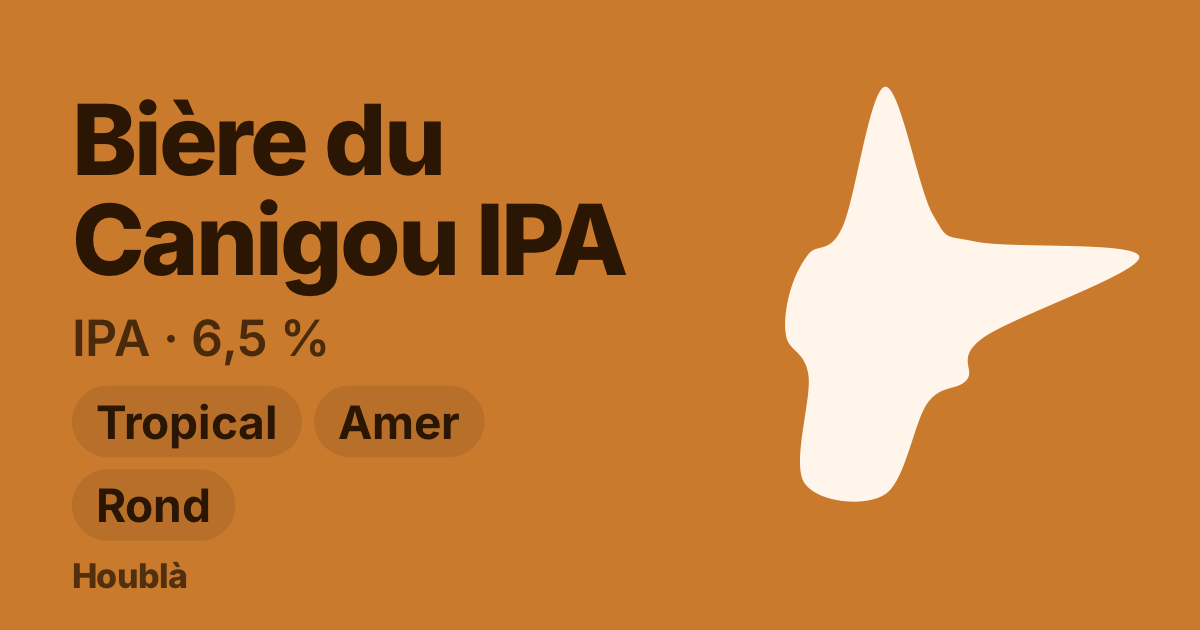 Bière du
Canigou IPA
IPA · 6,5 %
Tropical Amer
Rond
Houblà